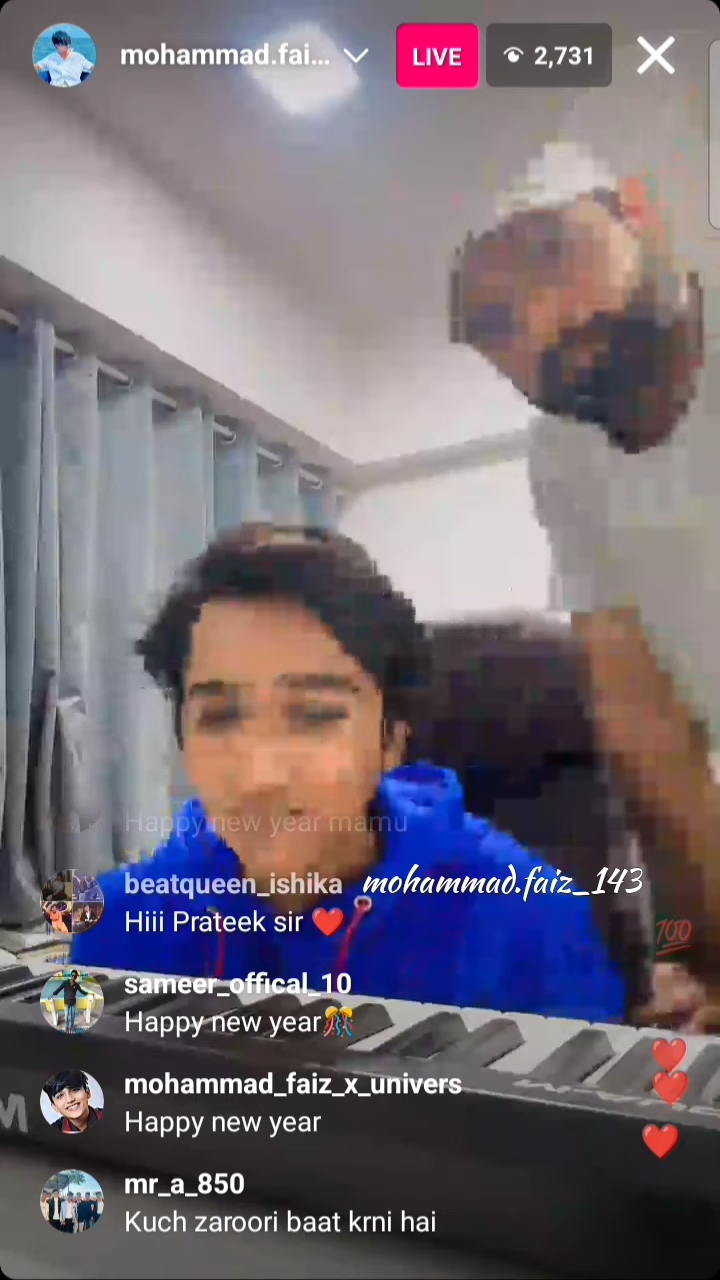 mohammad.fai...
LIVE
2,731
Happy new year mamu
beatqueen_ishika
mohammad.faiz_143
Hiii Prateek sir ❤️
💯
sameer_offical_10
Happy new year🎊
mohammad_faiz_x_univers
Happy new year
mr_a_850
Kuch zaroori baat krni hai